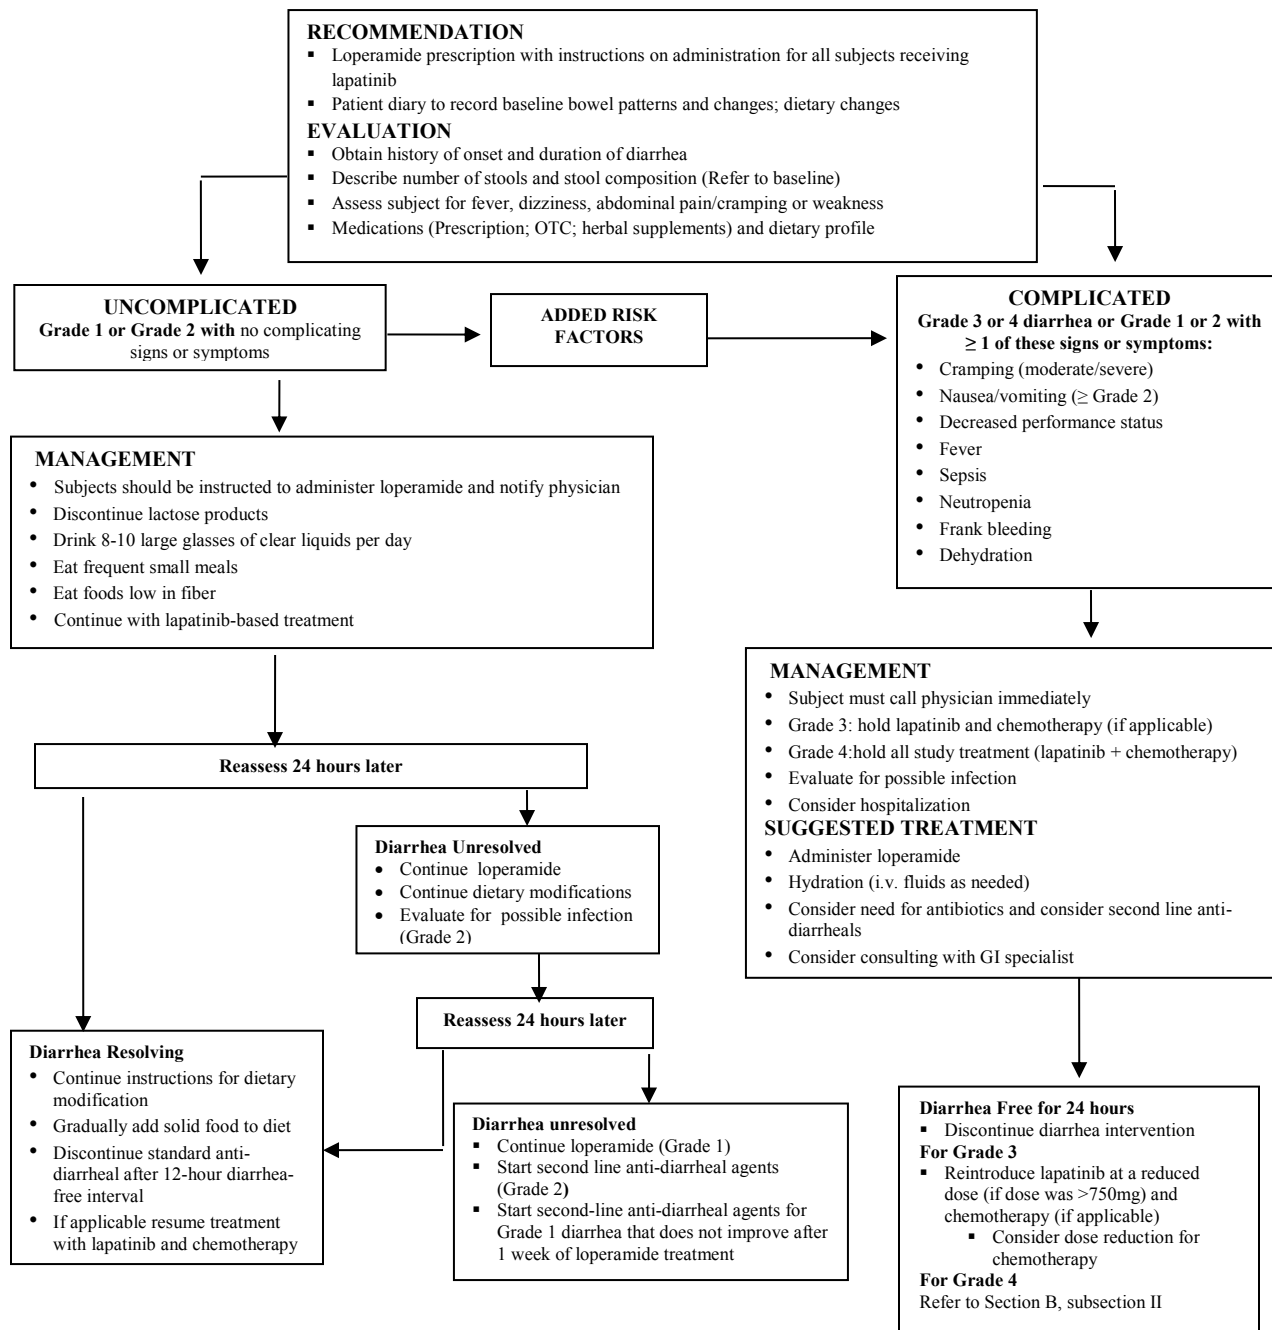 RECOMMENDATION
▪ Loperamide prescription with instructions on administration for all subjects receiving
lapatinib
▪ Patient diary to record baseline bowel patterns and changes; dietary changes
EVALUATION
▪ Obtain history of onset and duration of diarrhea
▪ Describe number of stools and stool composition (Refer to baseline)
▪ Assess subject for fever, dizziness, abdominal pain/cramping or weakness
▪ Medications (Prescription; OTC; herbal supplements) and dietary profile
UNCOMPLICATED
Grade 1 or Grade 2 with no complicating
signs or symptoms
ADDED RISK
FACTORS
COMPLICATED
Grade 3 or 4 diarrhea or Grade 1 or 2 with
≥ 1 of these signs or symptoms:
• Cramping (moderate/severe)
• Nausea/vomiting (≥ Grade 2)
• Decreased performance status
• Fever
• Sepsis
• Neutropenia
• Frank bleeding
• Dehydration
MANAGEMENT
• Subjects should be instructed to administer loperamide and notify physician
• Discontinue lactose products
• Drink 8-10 large glasses of clear liquids per day
• Eat frequent small meals
• Eat foods low in fiber
• Continue with lapatinib-based treatment
Reassess 24 hours later
Diarrhea Unresolved
• Continue loperamide
• Continue dietary modifications
• Evaluate for possible infection
(Grade 2)
Reassess 24 hours later
Diarrhea Resolving
• Continue instructions for dietary
modification
• Gradually add solid food to diet
• Discontinue standard anti-
diarrheal after 12-hour diarrhea-
free interval
• If applicable resume treatment
with lapatinib and chemotherapy
Diarrhea unresolved
▪ Continue loperamide (Grade 1)
▪ Start second line anti-diarrheal agents
(Grade 2)
▪ Start second-line anti-diarrheal agents for
Grade 1 diarrhea that does not improve after
1 week of loperamide treatment
MANAGEMENT
• Subject must call physician immediately
• Grade 3: hold lapatinib and chemotherapy (if applicable)
• Grade 4:hold all study treatment (lapatinib + chemotherapy)
• Evaluate for possible infection
• Consider hospitalization
SUGGESTED TREATMENT
• Administer loperamide
• Hydration (i.v. fluids as needed)
• Consider need for antibiotics and consider second line anti-
diarrheals
• Consider consulting with GI specialist
Diarrhea Free for 24 hours
▪ Discontinue diarrhea intervention
For Grade 3
▪ Reintroduce lapatinib at a reduced
dose (if dose was >750mg) and
chemotherapy (if applicable)
▪ Consider dose reduction for
chemotherapy
For Grade 4
Refer to Section B, subsection II